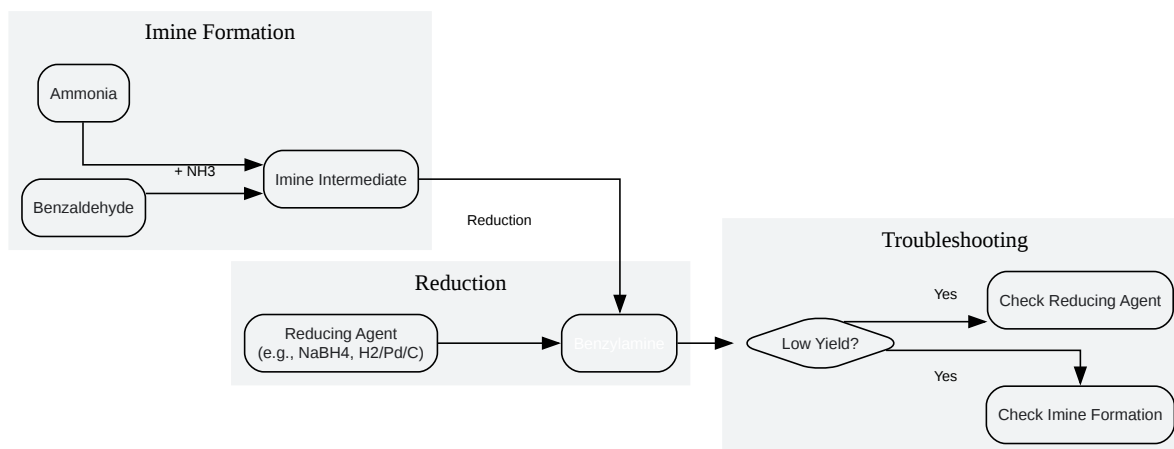 Imine Formation
Ammonia
+ NH3
Imine Intermediate
Benzaldehyde
Reduction
Reduction
Reducing Agent
(e.g., NaBH4, H2/Pd/C)
Benzylamine
Troubleshooting
Low Yield?
Yes
Check Reducing Agent
Yes
Check Imine Formation